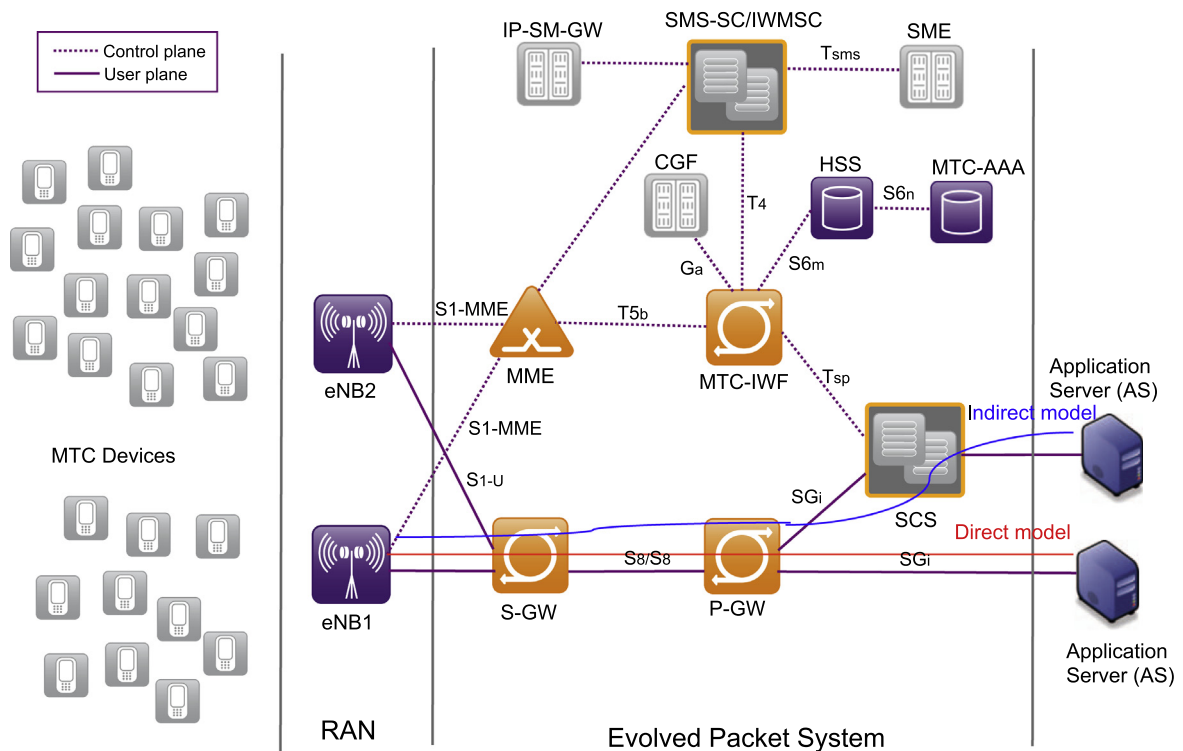 SMS-SC/IWMSC
IP-SM-GW
SME
Control plane
User plane
Tsms
CGF
HSS
MTC-AAA
T4
S6n
Ga
S6m
S1-MME
T5b
MME
MTC-IWF
eNB2
Tsp
Application
Server (AS)
Indirect model
S1-MME
MTC Devices
S1-U
SGi
SCS
Direct model
S8/S8
SGi
S-GW
P-GW
eNB1
Application
Server (AS)
RAN
Evolved Packet System